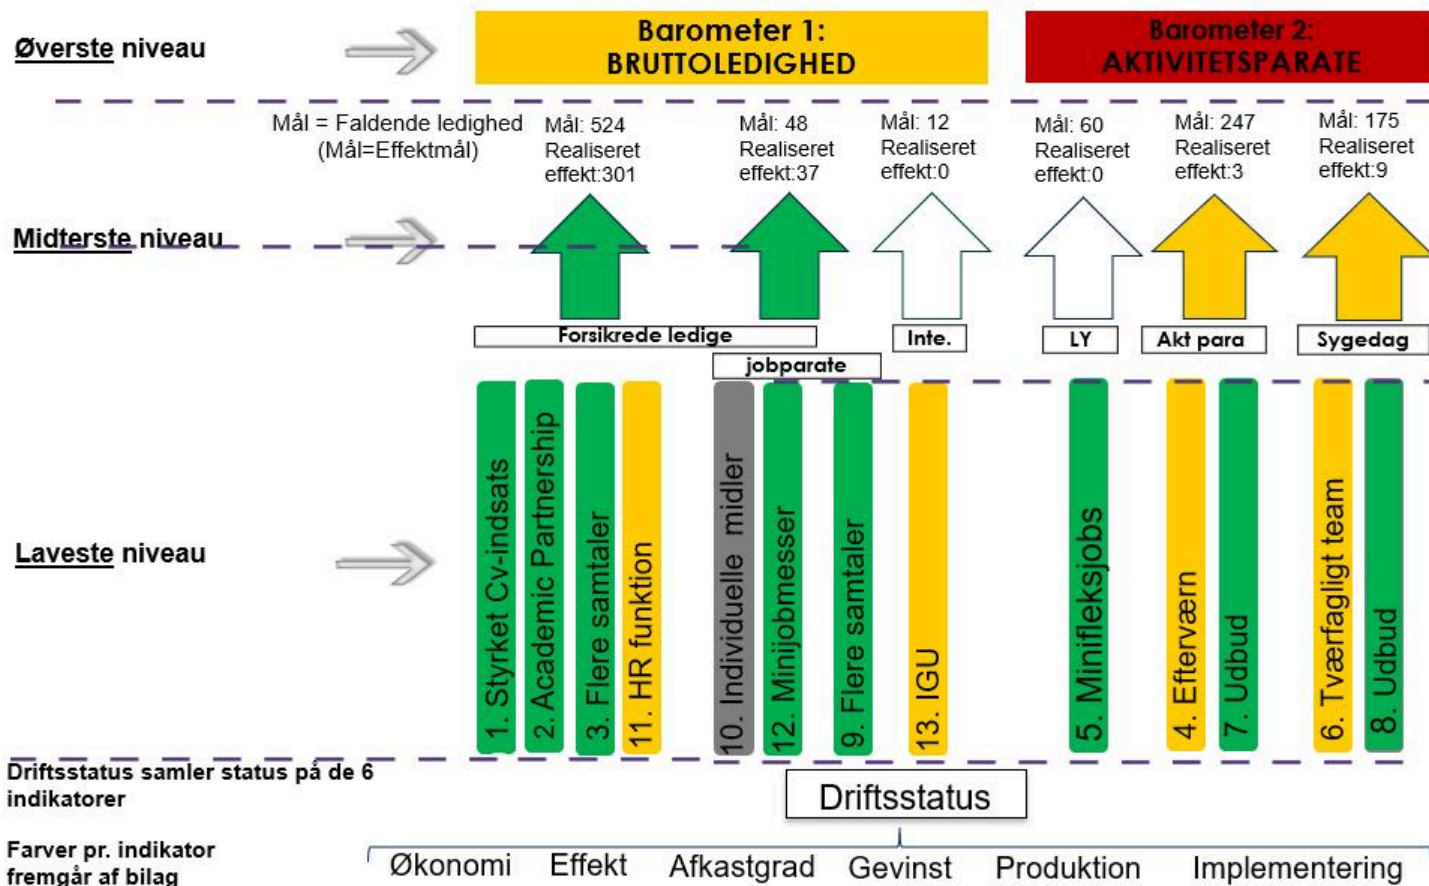 Øverste niveau
Barometer 1:
BRUTTOLEDIGHED
Barometer 2:
AKTIVITETSPARATE
Mål = Faldende ledighed
(Mål=Effektmål)
Mål: 524
Realiseret
effekt:301
Mål: 48
Realiseret
effekt:37
Mål: 12
Realiseret
effekt:0
Mål: 60
Realiseret
effekt:0
Mål: 247
Realiseret
effekt:3
Mål: 175
Realiseret
effekt:9
Midterste niveau
Forsikrede ledige
jobparate
Inte.
LY
Akt para
Sygedag
Laveste niveau
1. Styrket Cv-indsats
2. Academic Partnership
3. Flere samtaler
11. HR funktion
10. Individuelle midler
12. Minijobmesser
9. Flere samtaler
13. IGU
5. Minifleksjobs
4. Efterværn
7. Udbud
6. Tværfagligt team
8. Udbud
Driftsstatus samler status på de 6
indikatorer
Driftsstatus
Farver pr. indikator
fremgår af bilag
Økonomi Effekt Afkastgrad Gevinst Produktion Implementering